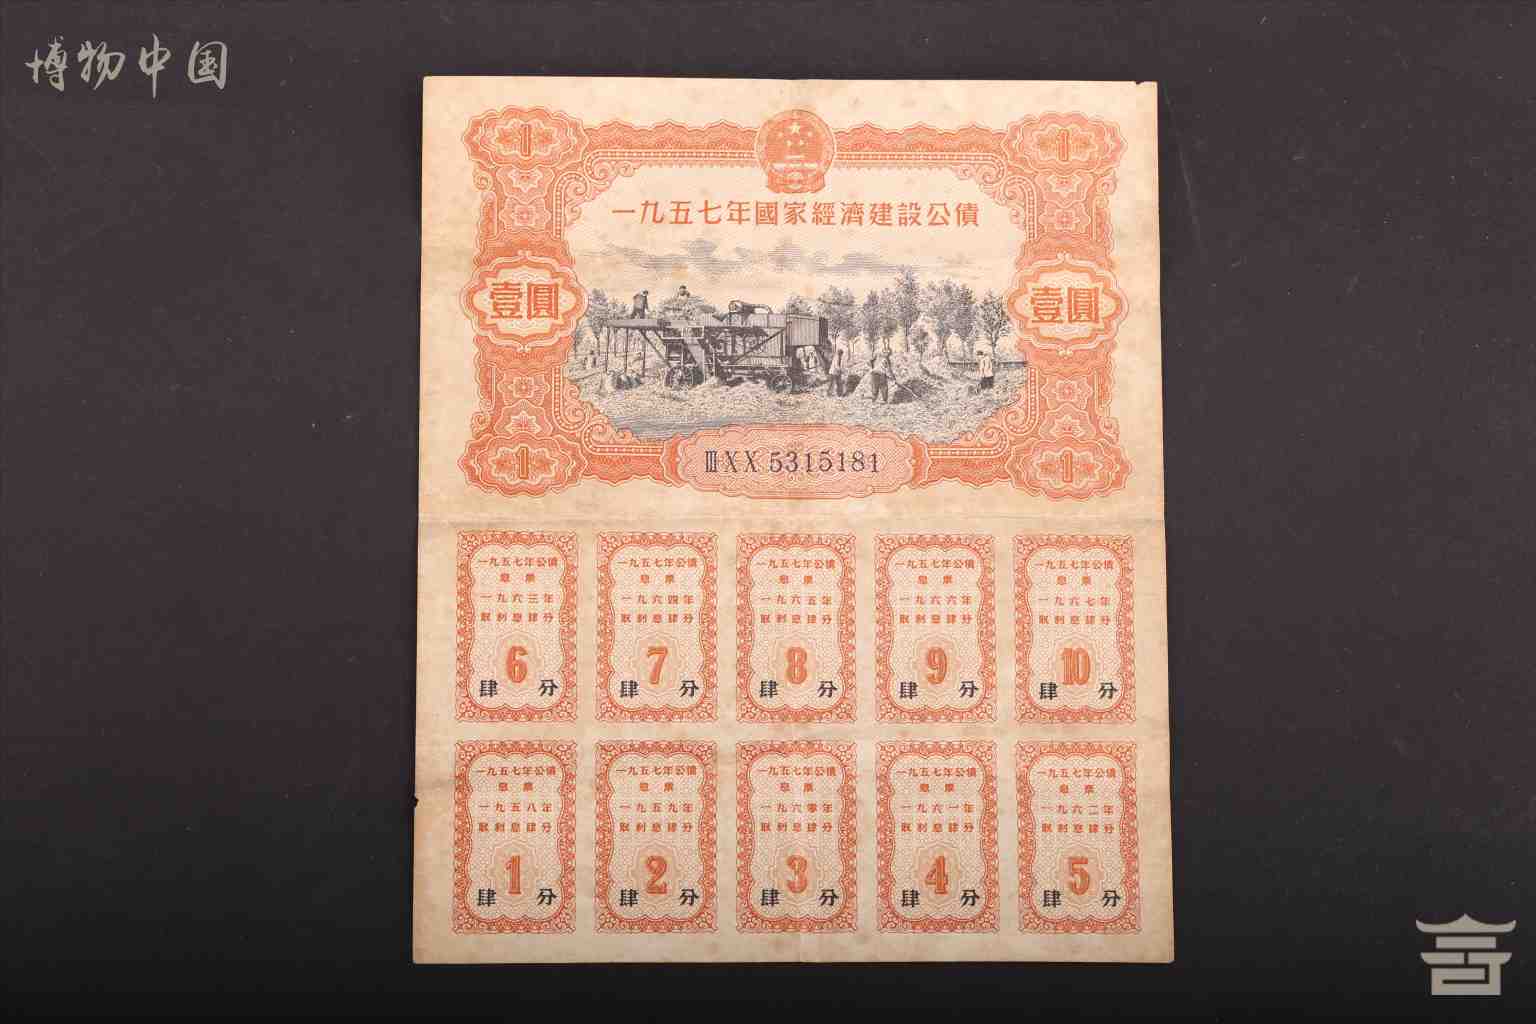 博物中国
1 1
一九五七年國家經濟建設公債
壹圓 壹圓
ⅢXX 5315181
1 1
一九五七年公債
息票
一九六三年
取利息肆分
6
肆 分
一九五七年公債
息票
一九六四年
取利息肆分
7
肆 分
一九五七年公債
息票
一九六五年
取利息肆分
8
肆 分
一九五七年公債
息票
一九六六年
取利息肆分
9
肆 分
一九五七年公債
息票
一九六七年
取利息肆分
10
肆 分
一九五七年公債
息票
一九五八年
取利息肆分
1
肆 分
一九五七年公債
息票
一九五九年
取利息肆分
2
肆 分
一九五七年公債
息票
一九六零年
取利息肆分
3
肆 分
一九五七年公債
息票
一九六一年
取利息肆分
4
肆 分
一九五七年公債
息票
一九六二年
取利息肆分
5
肆 分